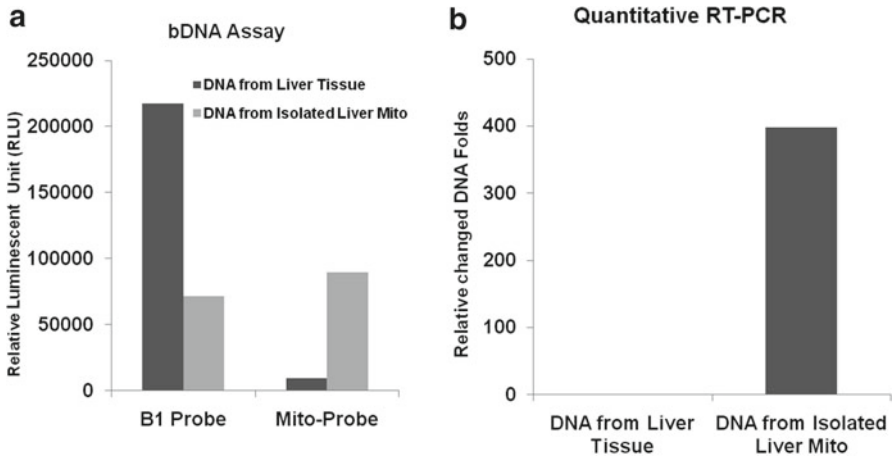 a
bDNA Assay
Relative Luminescent Unit (RLU)
250000
200000
150000
100000
50000
0
DNA from Liver Tissue
DNA from Isolated Liver Mito
B1 Probe
Mito-Probe
b
Quantitative RT-PCR
Relative changed DNA Folds
500
400
300
200
100
0
DNA from Liver
Tissue
DNA from Isolated
Liver Mito